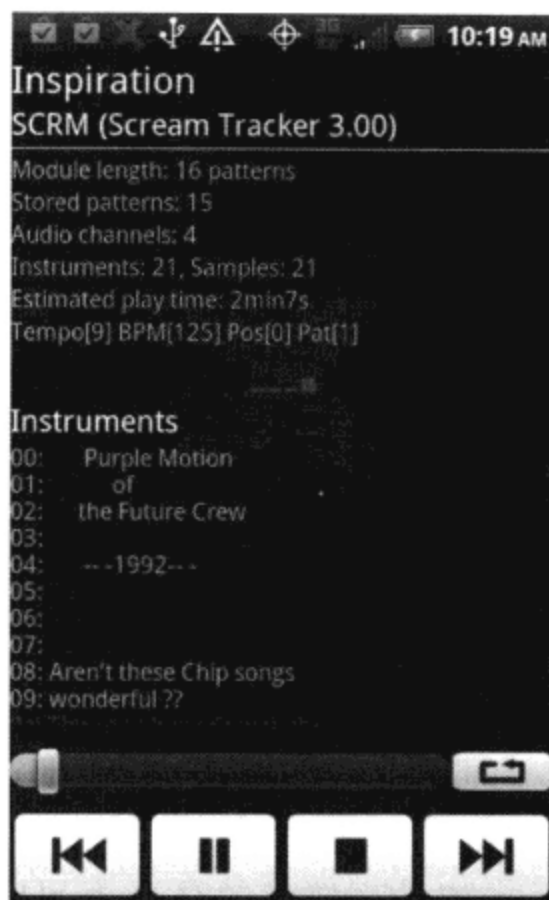 10:19 AM
Inspiration
SCRM (Scream Tracker 3.00)
Module length: 16 patterns
Stored patterns: 15
Audio channels: 4
Instruments: 21, Samples: 21
Estimated play time: 2min7s
Tempo[9] BPM[125] Pos[0] Pat[1]
Instruments
00: Purple Motion
01: of
02: the Future Crew
03:
04: -- -1992-- -
05:
06:
07:
08: Aren't these Chip songs
09: wonderful ??